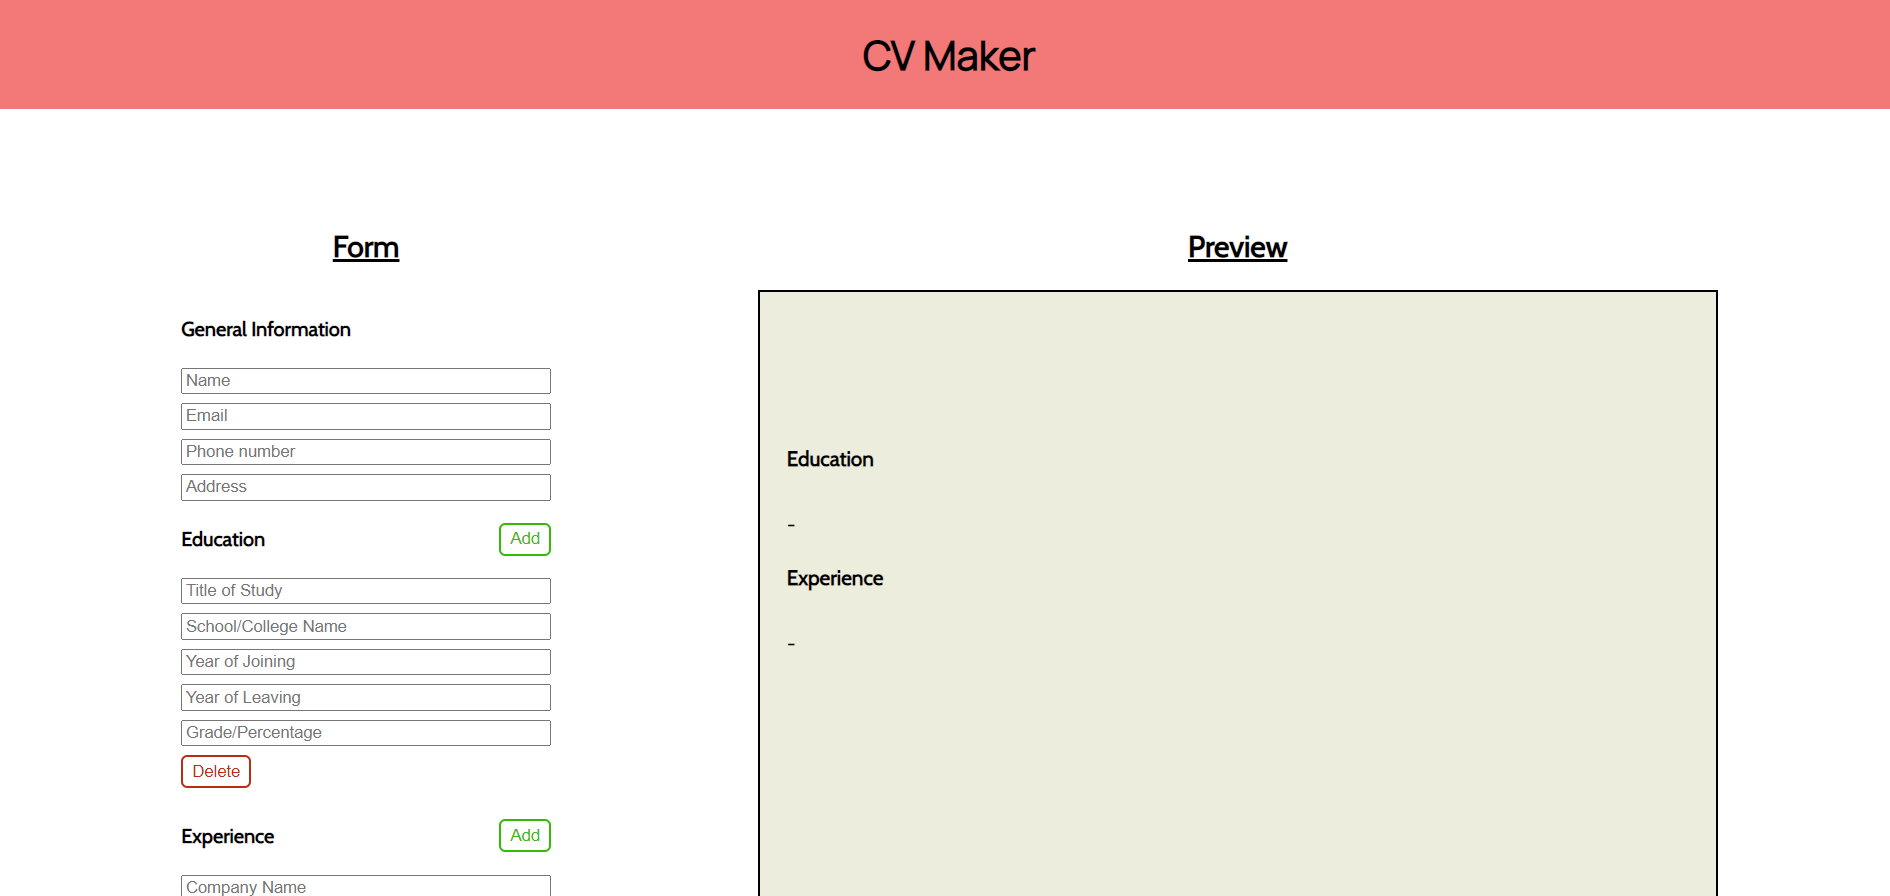 CV Maker
Form
General Information
Name
Email
Phone number
Address
Education
Add
Title of Study
School/College Name
Year of Joining
Year of Leaving
Grade/Percentage
Delete
Experience
Add
Company Name
Preview
Education
-
Experience
-